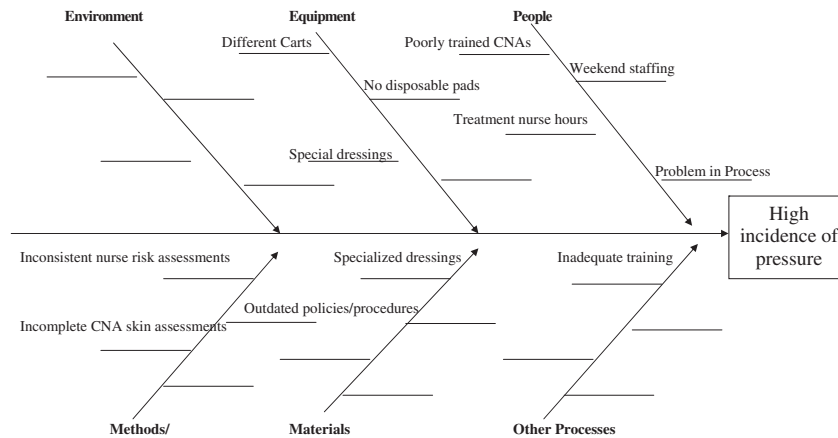 Environment
Equipment
People
Different Carts
Poorly trained CNAs
Weekend staffing
No disposable pads
Treatment nurse hours
Special dressings
Problem in Process
High
incidence of
pressure
Inconsistent nurse risk assessments
Specialized dressings
Inadequate training
Outdated policies/procedures
Incomplete CNA skin assessments
Methods/
Materials
Other Processes